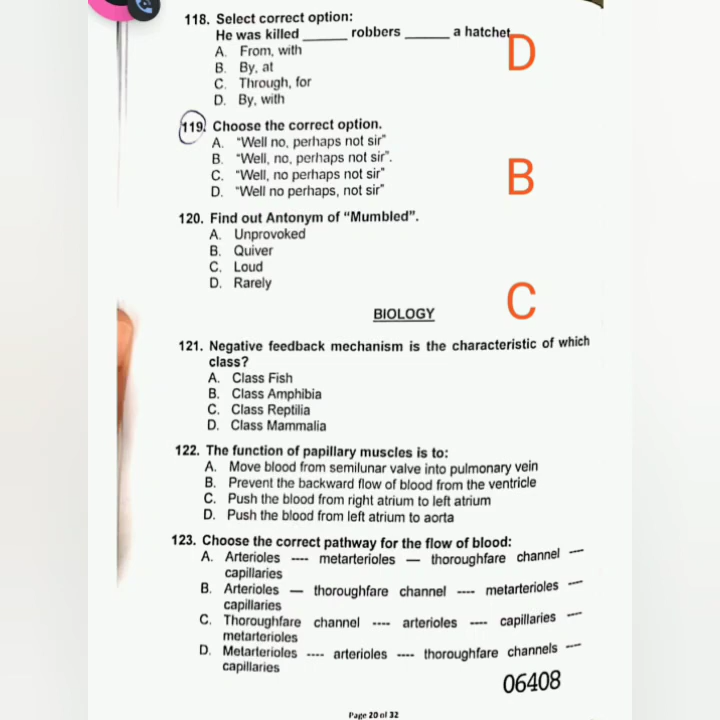 118. Select correct option:
He was killed ______ robbers ______ a hatchet
A. From, with
B. By, at
C. Through, for
D. By, with
D
119. Choose the correct option.
A. "Well no, perhaps not sir"
B. "Well, no, perhaps not sir".
C. "Well, no perhaps not sir"
D. "Well no perhaps, not sir"
B
120. Find out Antonym of "Mumbled".
A. Unprovoked
B. Quiver
C. Loud
D. Rarely
C
BIOLOGY
121. Negative feedback mechanism is the characteristic of which
class?
A. Class Fish
B. Class Amphibia
C. Class Reptilia
D. Class Mammalia
122. The function of papillary muscles is to:
A. Move blood from semilunar valve into pulmonary vein
B. Prevent the backward flow of blood from the ventricle
C. Push the blood from right atrium to left atrium
D. Push the blood from left atrium to aorta
123. Choose the correct pathway for the flow of blood:
A. Arterioles ---- metarterioles — thoroughfare channel ----
capillaries
B. Arterioles — thoroughfare channel ---- metarterioles ----
capillaries
C. Thoroughfare channel ---- arterioles ---- capillaries ----
metarterioles
D. Metarterioles ---- arterioles ---- thoroughfare channels ----
capillaries
06408
Page 20 of 32